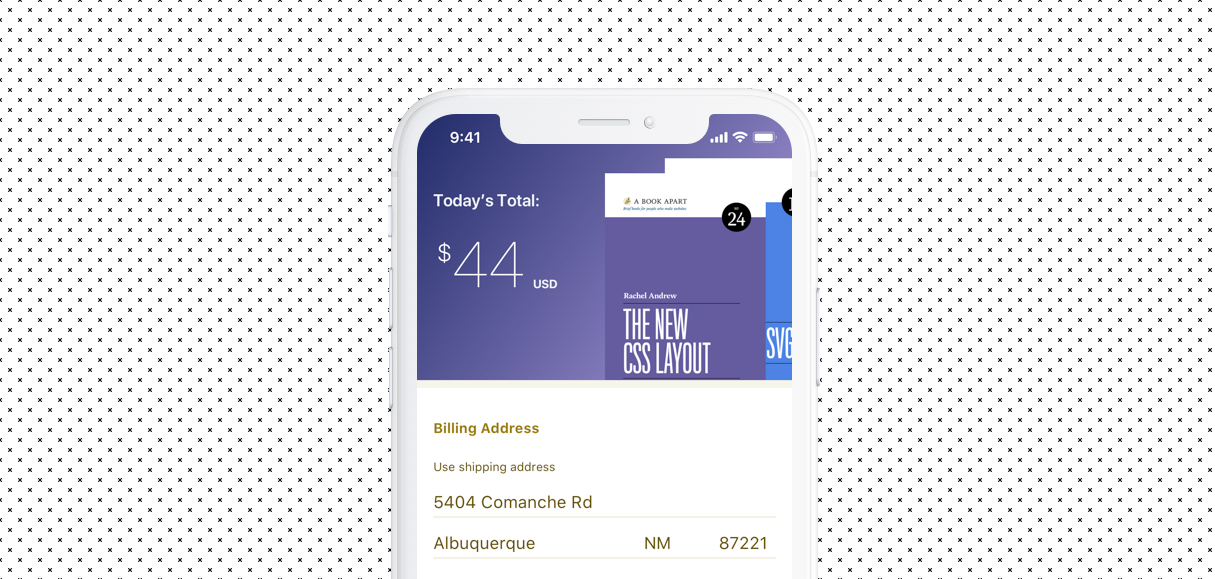 9:41
Today’s Total:
$44 USD
A BOOK APART
Brief books for people who make websites
No
24
Rachel Andrew
THE NEW
CSS LAYOUT
SVG
Billing Address
Use shipping address
5404 Comanche Rd
Albuquerque NM 87221